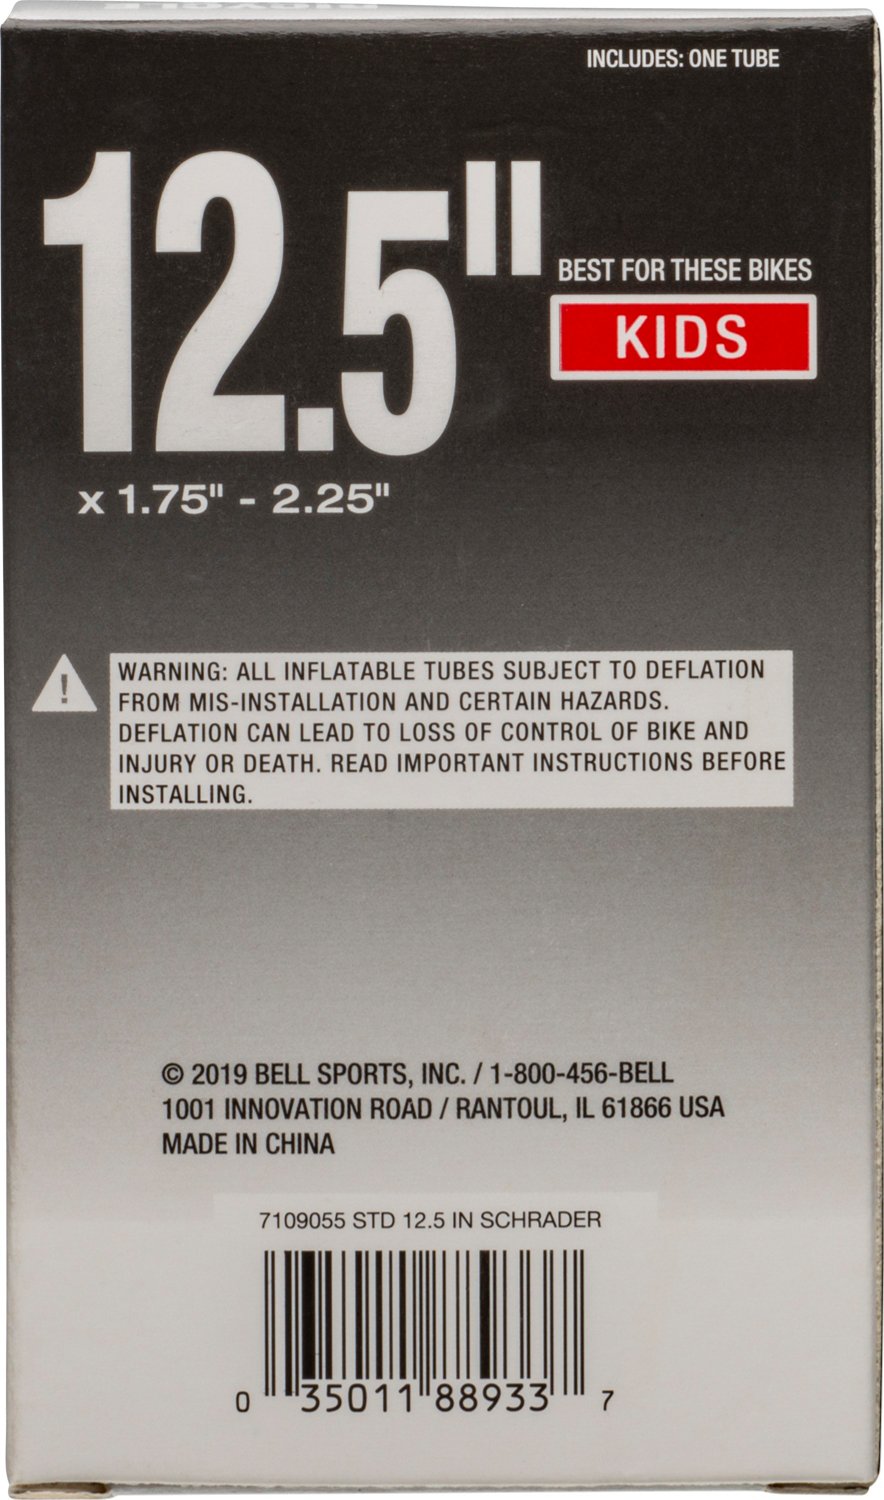 INCLUDES: ONE TUBE
12.5"
BEST FOR THESE BIKES
KIDS
x 1.75" - 2.25"
WARNING: ALL INFLATABLE TUBES SUBJECT TO DEFLATION
FROM MIS-INSTALLATION AND CERTAIN HAZARDS.
DEFLATION CAN LEAD TO LOSS OF CONTROL OF BIKE AND
INJURY OR DEATH. READ IMPORTANT INSTRUCTIONS BEFORE
INSTALLING.
© 2019 BELL SPORTS, INC. / 1-800-456-BELL
1001 INNOVATION ROAD / RANTOUL, IL 61866 USA
MADE IN CHINA
7109055 STD 12.5 IN SCHRADER
0 35011 88933 7